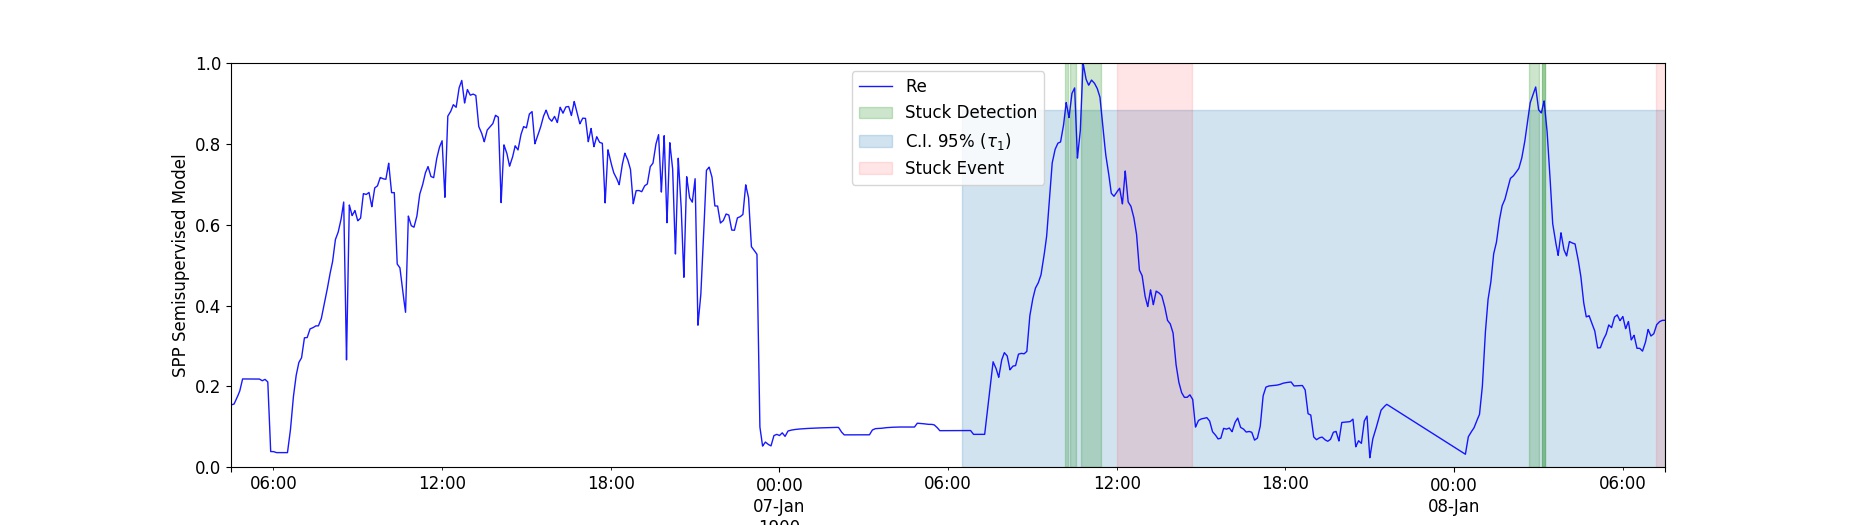 SPP Semisupervised Model
1.0
0.8
0.6
0.4
0.2
0.0
Re
Stuck Detection
C.I. 95% (τ₁)
Stuck Event
06:00 12:00 18:00 00:00 06:00 12:00 18:00 00:00 06:00
07-Jan 08-Jan
1900